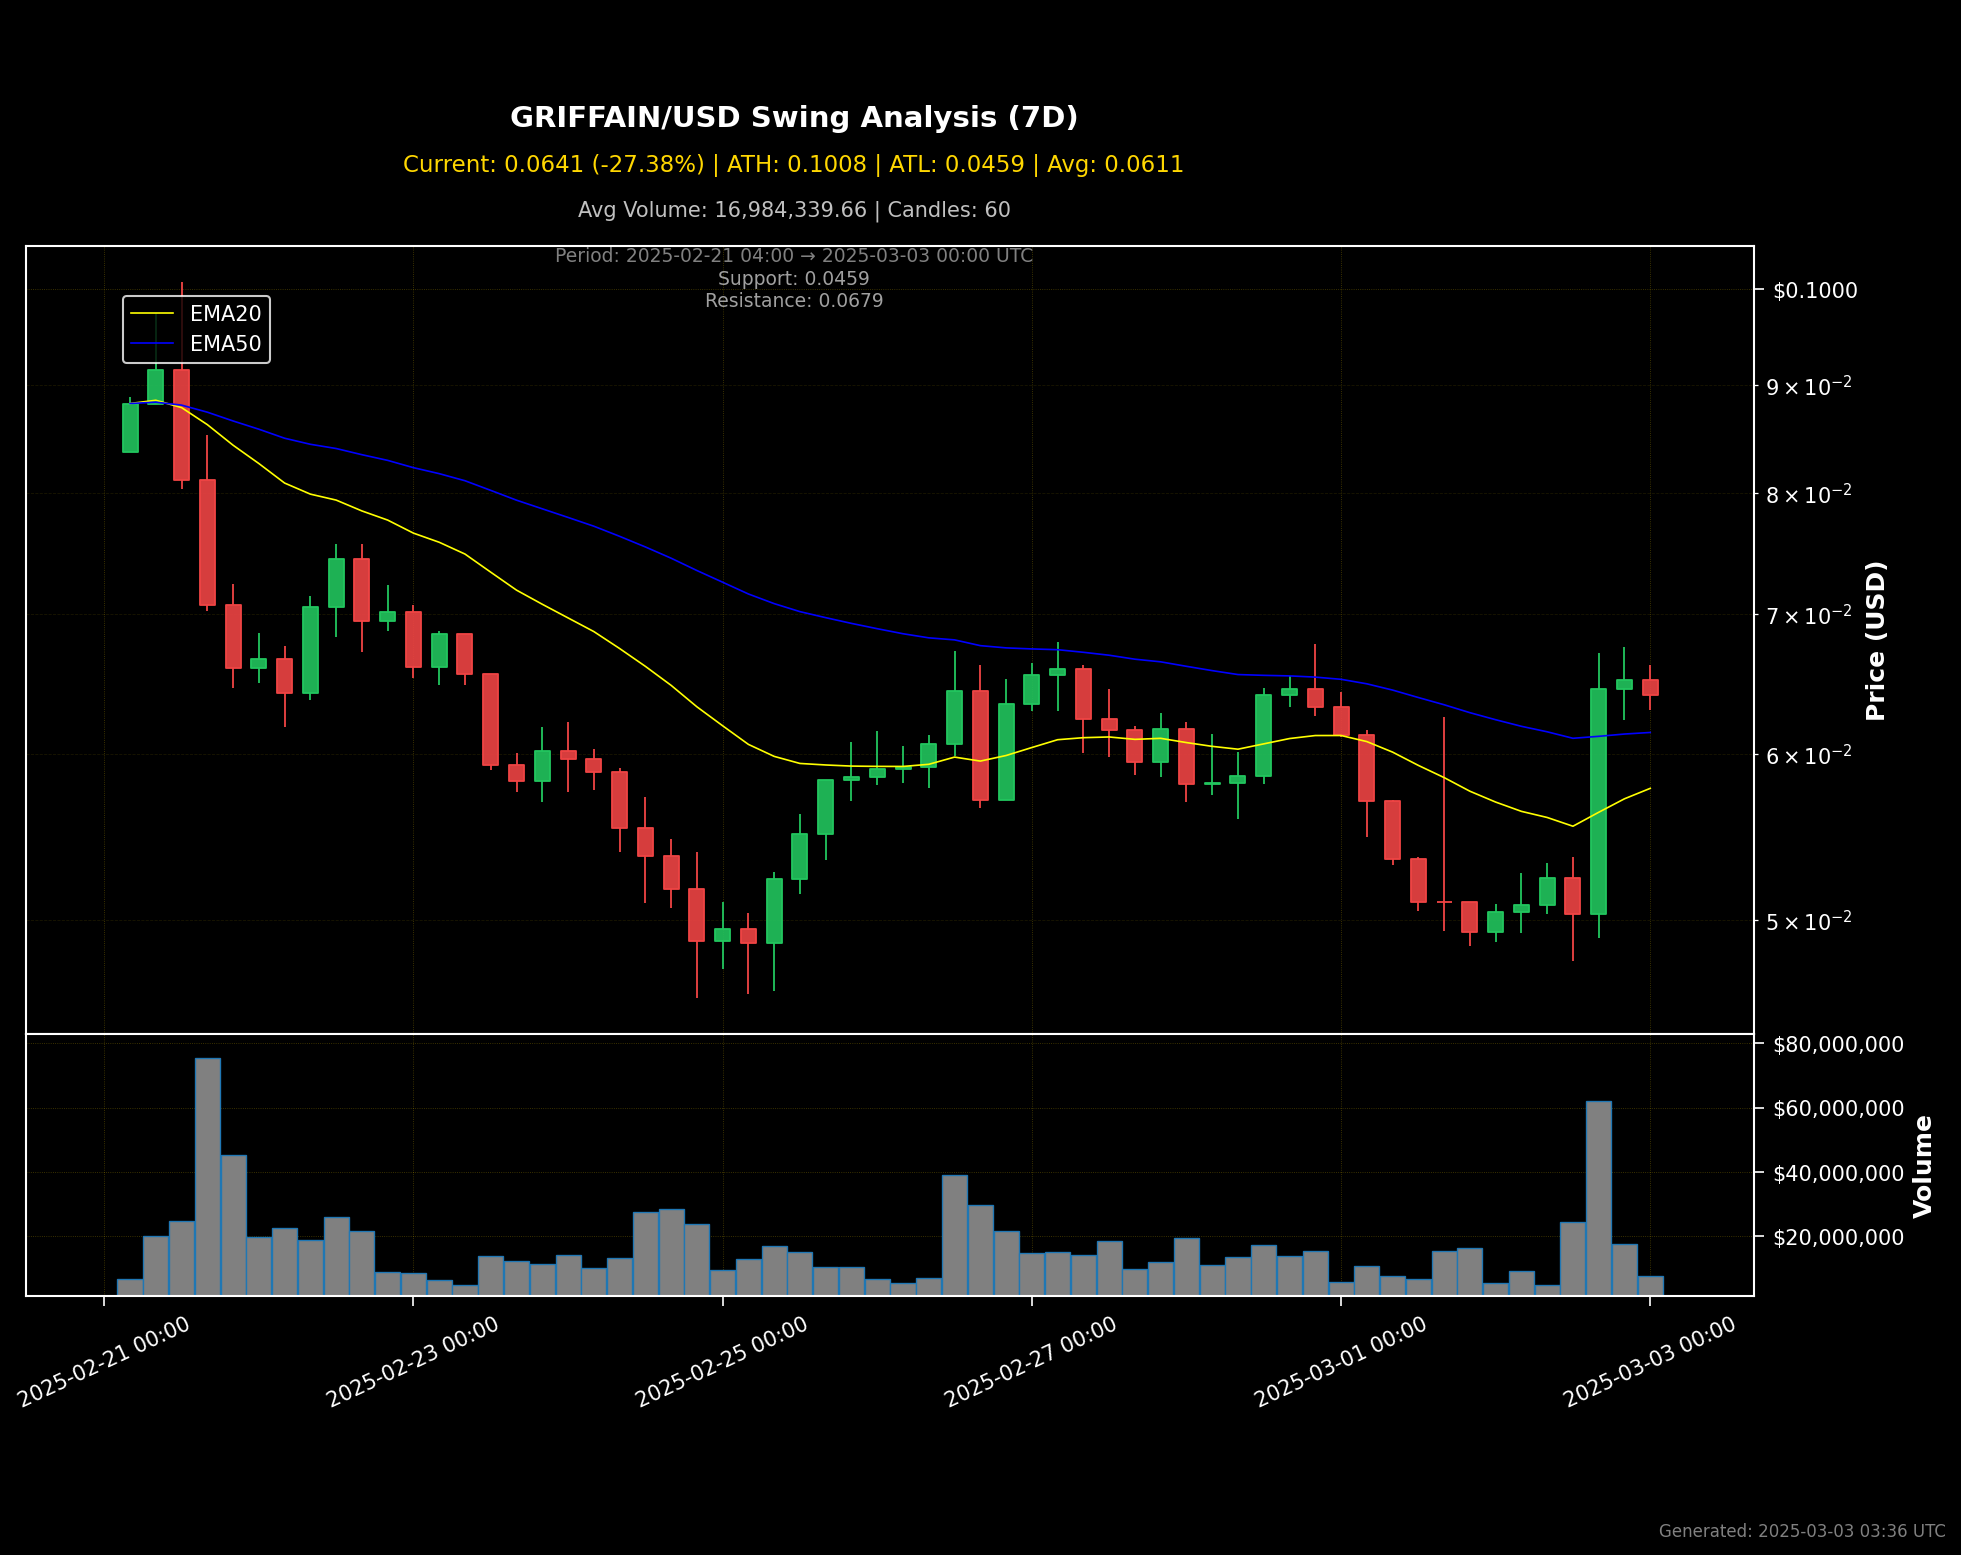 GRIFFAIN/USD Swing Analysis (7D)
Current: 0.0641 (-27.38%) | ATH: 0.1008 | ATL: 0.0459 | Avg: 0.0611
Avg Volume: 16,984,339.66 | Candles: 60
Period: 2025-02-21 04:00 → 2025-03-03 00:00 UTC
Support: 0.0459
Resistance: 0.0679
EMA20
EMA50
$0.1000
9×10⁻²
8×10⁻²
7×10⁻²
6×10⁻²
5×10⁻²
Price (USD)
$80,000,000
$60,000,000
$40,000,000
$20,000,000
Volume
2025-02-21 00:00
2025-02-23 00:00
2025-02-25 00:00
2025-02-27 00:00
2025-03-01 00:00
2025-03-03 00:00
Generated: 2025-03-03 03:36 UTC